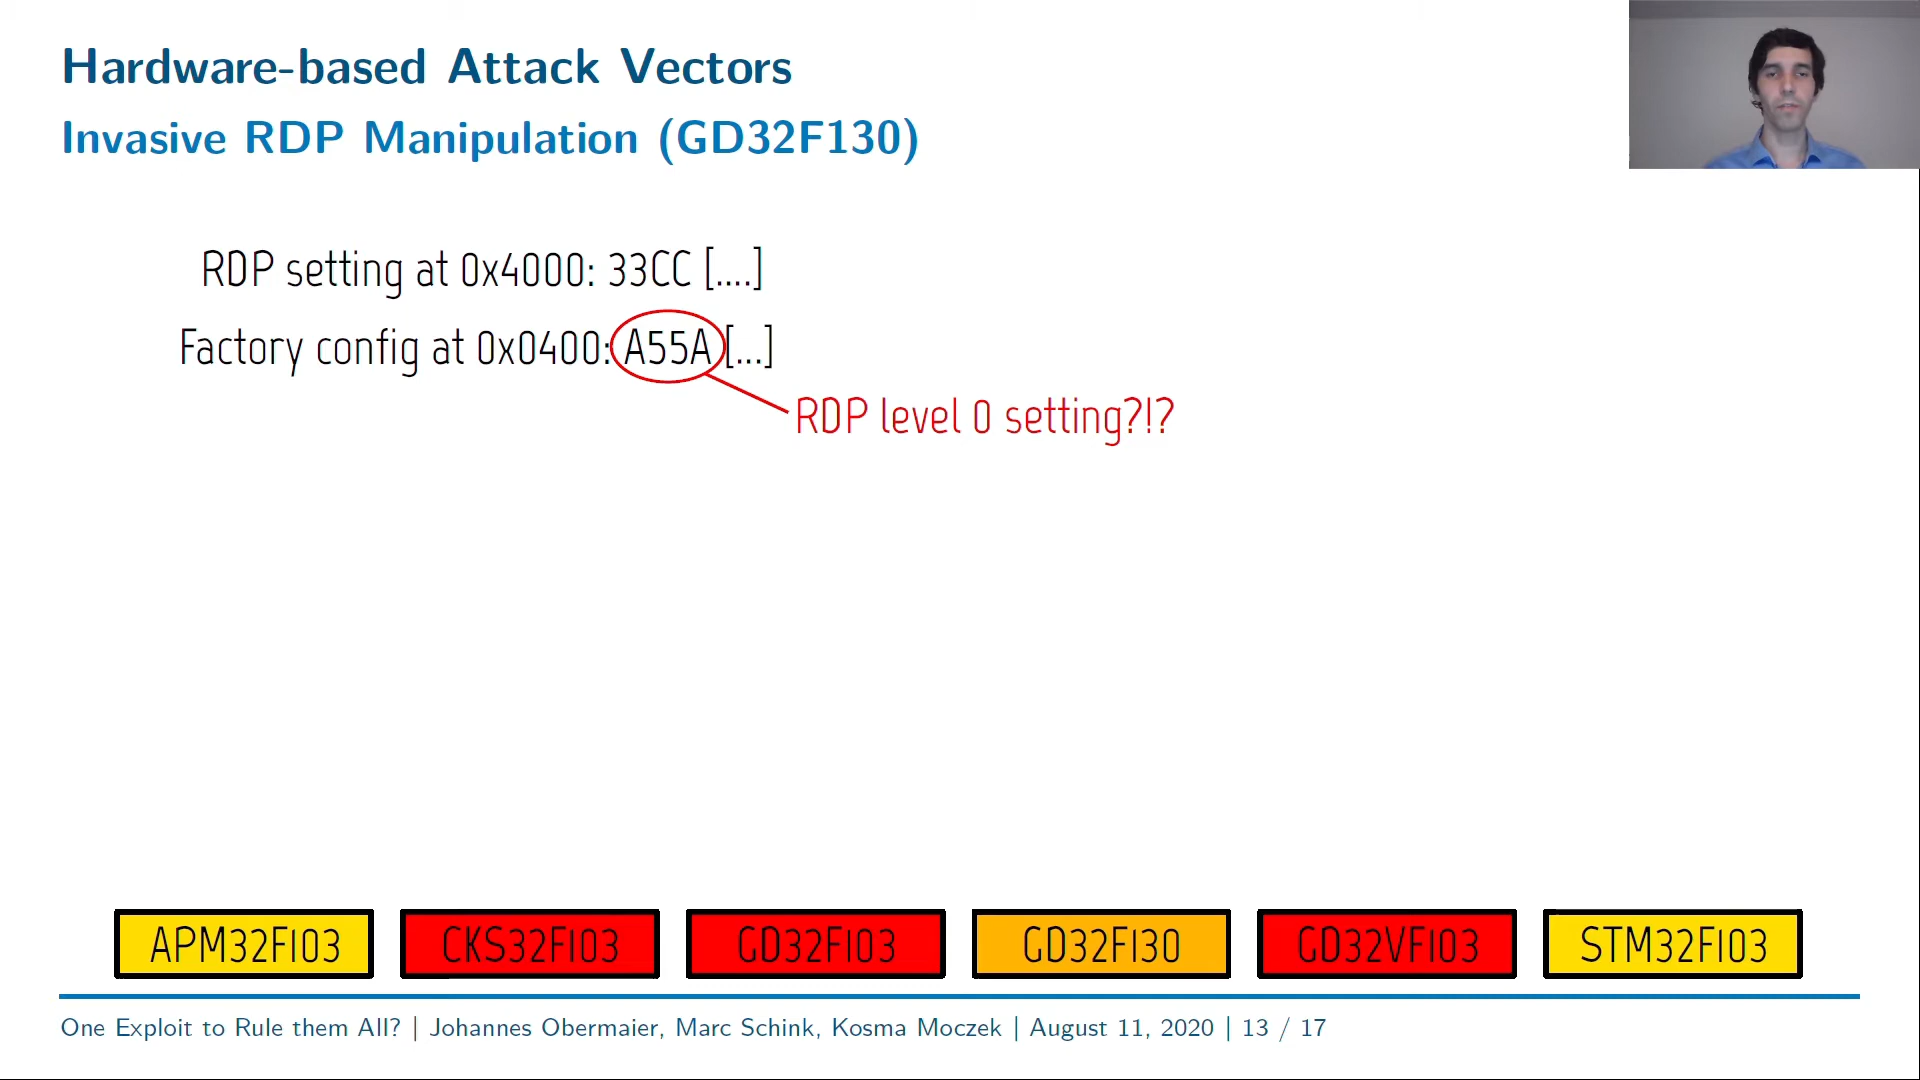 Hardware-based Attack Vectors
Invasive RDP Manipulation (GD32F130)
RDP setting at 0x4000: 33CC [....]
Factory config at 0x0400: A55A [...]
RDP level 0 setting?!?
APM32F103 CKS32F103 GD32F103 GD32F130 GD32VF103 STM32F103
One Exploit to Rule them All? | Johannes Obermaier, Marc Schink, Kosma Moczek | August 11, 2020 | 13 / 17